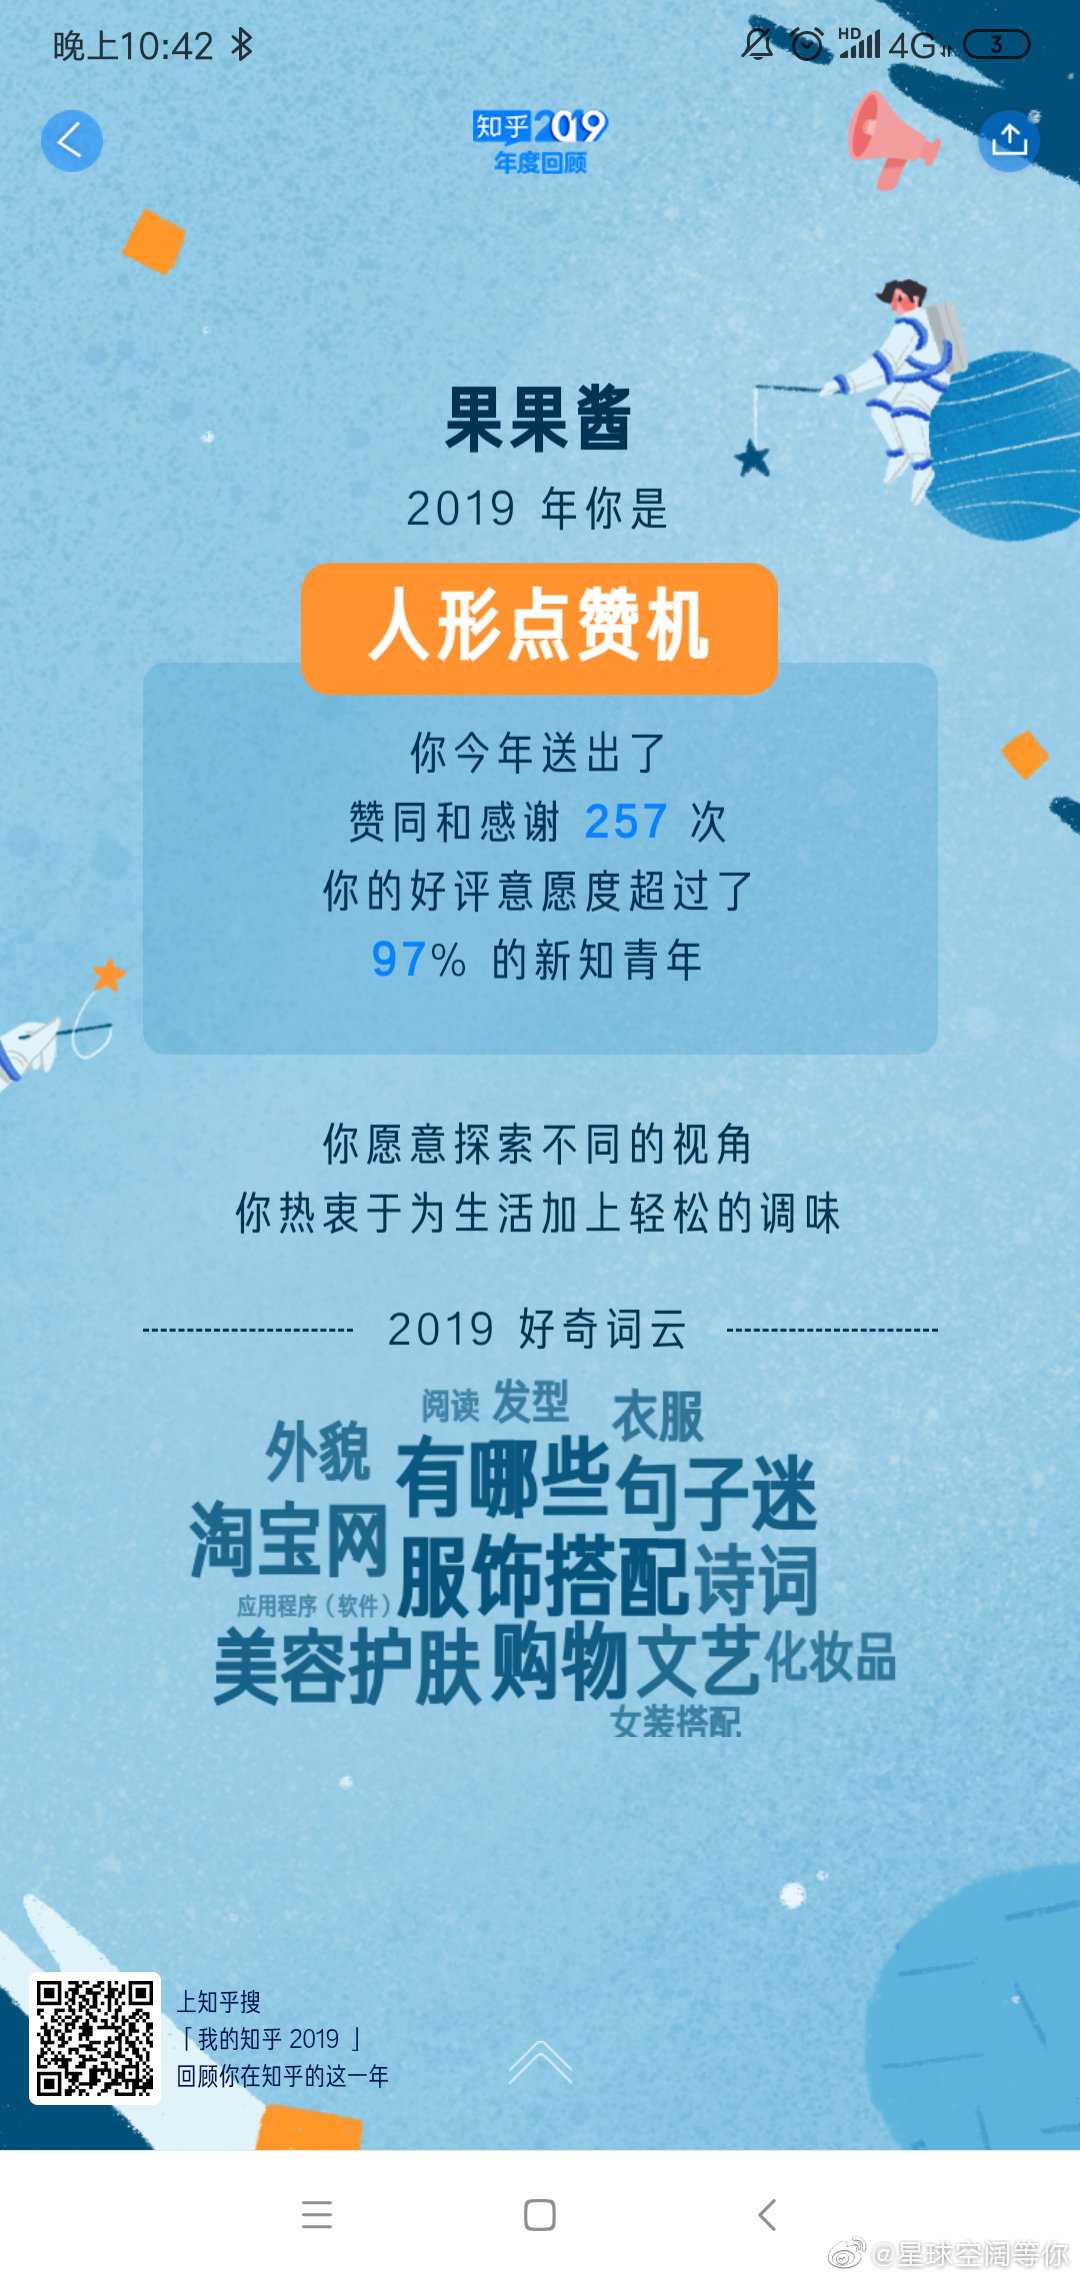 晚上10:42
HD 4G 3
知乎2019
年度回顾
果果酱
2019 年你是
人形点赞机
你今年送出了
赞同和感谢 257 次
你的好评意愿度超过了
97% 的新知青年
你愿意探索不同的视角
你热衷于为生活加上轻松的调味
2019 好奇词云
阅读 发型 衣服
外貌 有哪些 句子迷
淘宝网 服饰搭配 诗词
应用程序（软件）
美容护肤 购物 文艺 化妆品
女装搭配
上知乎搜
「我的知乎 2019 」
回顾你在知乎的这一年
@星球空阔等你